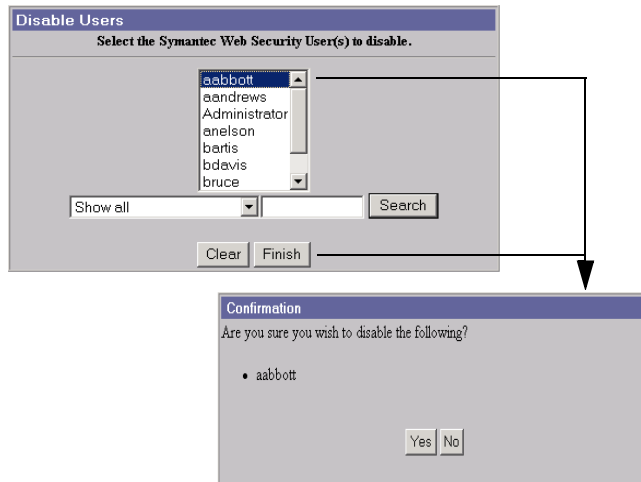 Disable Users
Select the Symantec Web Security User(s) to disable.
aabbott
aandrews
Administrator
anelson
bartis
bdavis
bruce
Show all
Search
Clear Finish
Confirmation
Are you sure you wish to disable the following?
• aabbott
Yes No